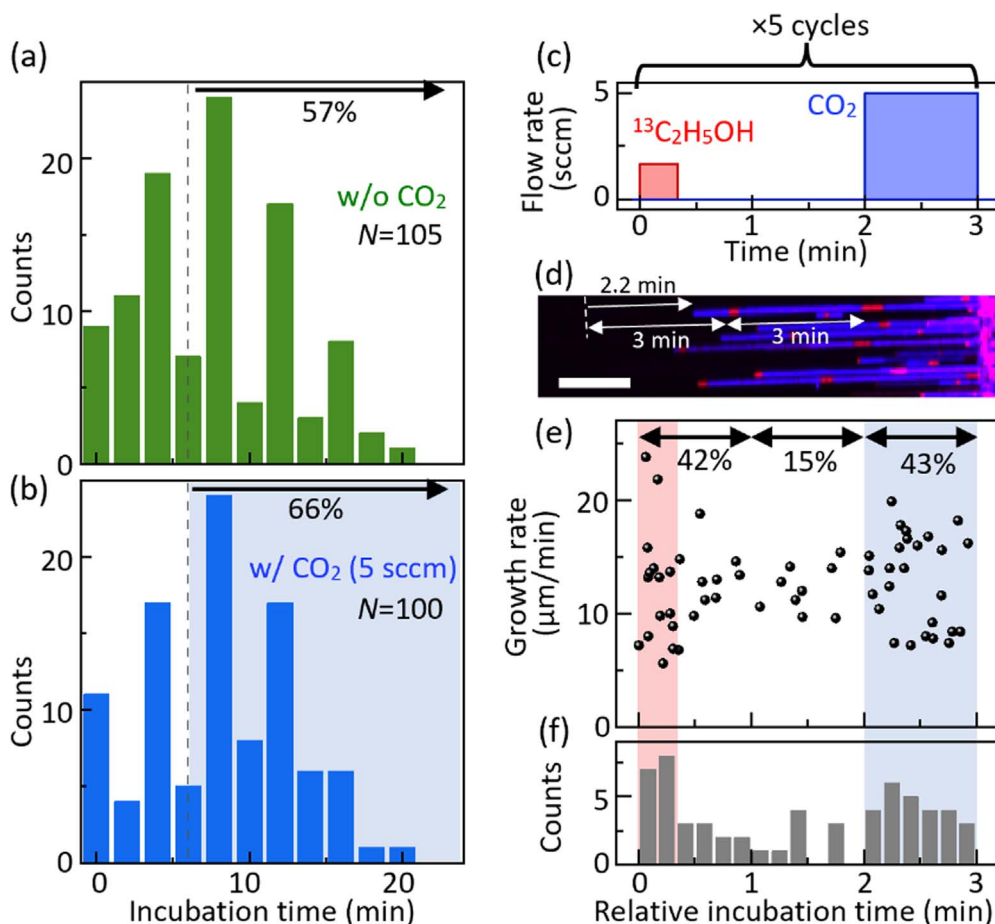 (a)
57%
w/o CO₂
N=105
20
10
0
Counts
(b)
66%
w/ CO₂ (5 sccm)
N=100
20
10
0
Counts
0 10 20
Incubation time (min)
×5 cycles
(c)
5
0
Flow rate
(sccm)
¹³C₂H₅OH
CO₂
0 1 2 3
Time (min)
(d)
2.2 min
3 min
3 min
(e)
42%
15%
43%
20
10
0
Growth rate
(μm/min)
(f)
5
0
Counts
0 1 2 3
Relative incubation time (min)